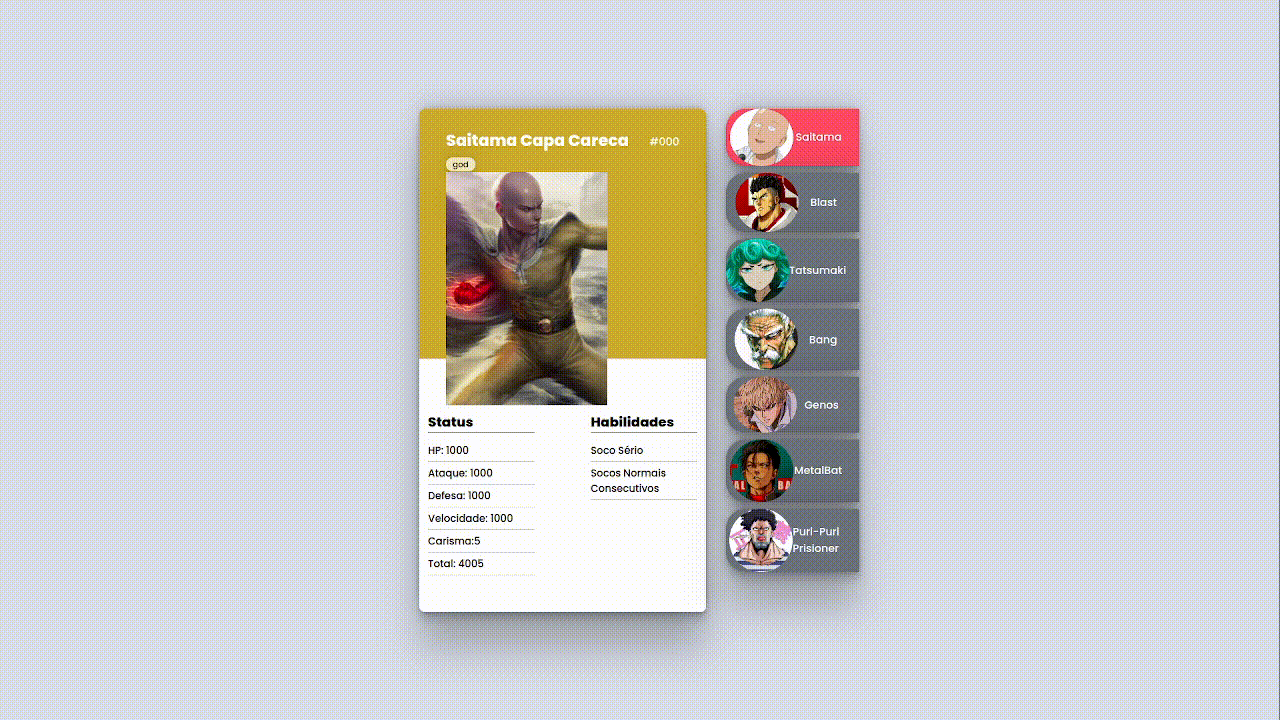 Saitama Capa Careca #000
god
Status
HP: 1000
Ataque: 1000
Defesa: 1000
Velocidade: 1000
Carisma:5
Total: 4005
Habilidades
Soco Sério
Socos Normais
Consecutivos
Saitama
Blast
Tatsumaki
Bang
Genos
MetalBat
Puri-Puri
Prisioner